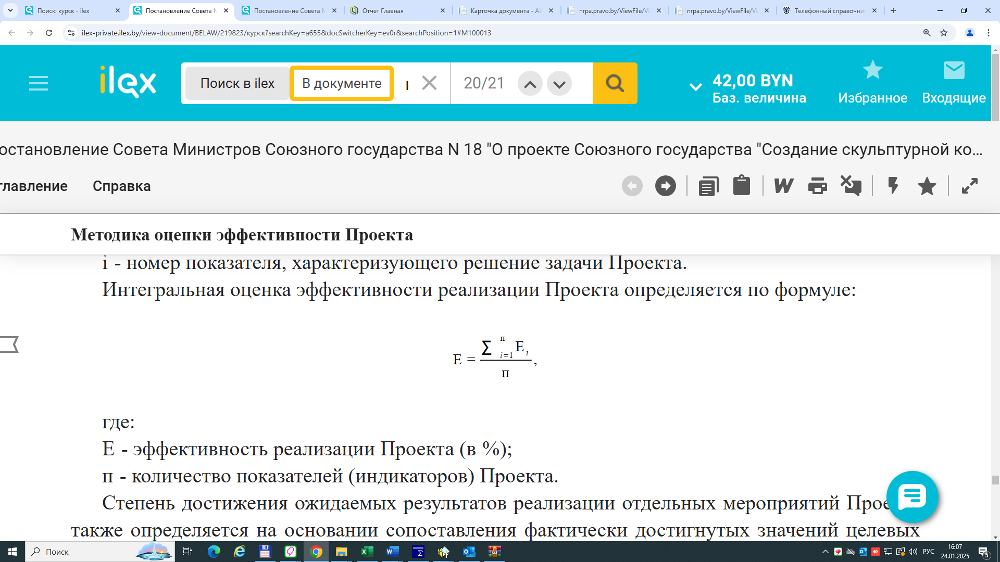 Поиск: курск - ilex
Постановление Совета М
Постановление Совета М
Отчет Главная
Карточка документа - АИ
nrpa.pravo.by/ViewFile/Vi
nrpa.pravo.by/ViewFile/Vi
Телефонный справочник
ilex-private.ilex.by/view-document/BELAW/219823/курск?searchKey=a655&docSwitcherKey=ev0r&searchPosition=1#M100013
ilex
Поиск в ilex
В документе
20/21
42,00 BYN
Баз. величина
Избранное
Входящие
остановление Совета Министров Союзного государства N 18 "О проекте Союзного государства "Создание скульптурной ко...
главление
Справка
Методика оценки эффективности Проекта
i - номер показателя, характеризующего решение задачи Проекта.
Интегральная оценка эффективности реализации Проекта определяется по формуле:
E = ∑ п i=1 E i / п ,
где:
E - эффективность реализации Проекта (в %);
п - количество показателей (индикаторов) Проекта.
Степень достижения ожидаемых результатов реализации отдельных мероприятий Прое
также определяется на основании сопоставления фактически достигнутых значений целевых
Поиск
РУС
16:07
24.01.2025
5